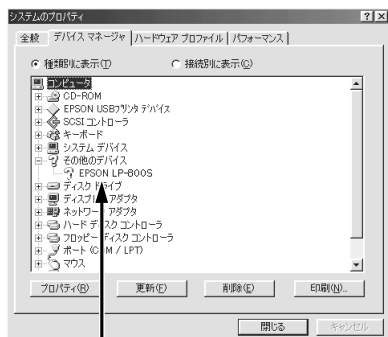 システムのプロパティ
全般 デバイス マネージャ ハードウェア プロファイル パフォーマンス
種類別に表示(T) 接続別に表示(C)
コンピュータ
CD-ROM
EPSON USBプリンタ デバイス
SCSI コントローラ
キーボード
システム デバイス
その他のデバイス
EPSON LP-800S
ディスク ドライブ
ディスプレイ アダプタ
ネットワーク アダプタ
ハード ディスク コントローラ
フロッピー ディスク コントローラ
ポート (COM / LPT)
マウス
プロパティ(R) 更新(F) 削除(E) 印刷(N)...
閉じる キャンセル